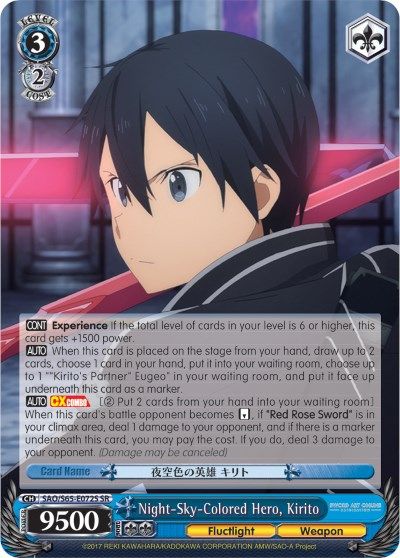 LEVEL
3
2
COST
CONT Experience If the total level of cards in your level is 6 or higher, this
card gets +1500 power.
AUTO When this card is placed on the stage from your hand, draw up to 2
cards, choose 1 card in your hand, put it into your waiting room, choose up
to 1 ""Kirito's Partner" Eugeo" in your waiting room, and put it face up
underneath this card as a marker.
AUTO CX COMBO [② Put 2 cards from your hand into your waiting room]
When this card's battle opponent becomes, if "Red Rose Sword" is in
your climax area, deal 1 damage to your opponent, and if there is a marker
underneath this card, you may pay the cost. If you do, deal 3 damage to
your opponent. (Damage may be canceled)
Card Name
夜空色の英雄 キリト
CH SAO/S65-E072S SR
9500
Night-Sky-Colored Hero, Kirito
SWORD ART ONLINE
Fluctlight
Weapon
©2017 REKI KAWAHARA/KADOKAWA CORPORATION AMW/SAO-A Project